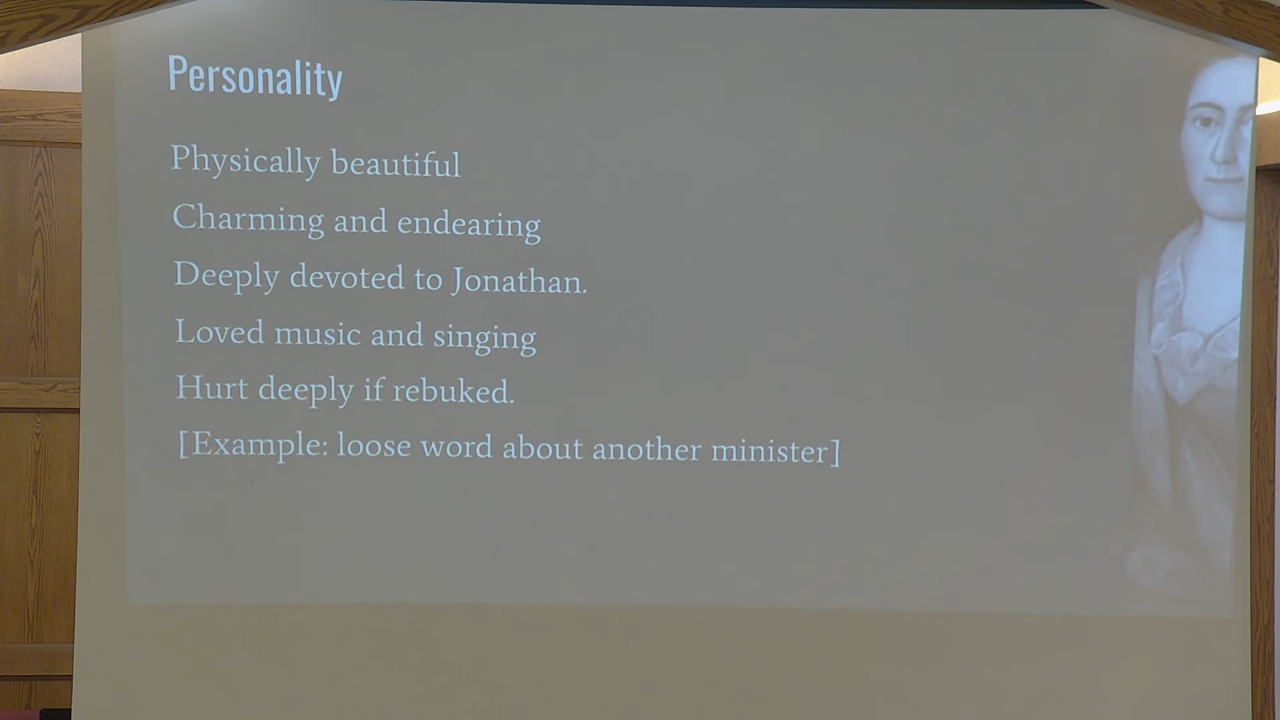 Personality
Physically beautiful
Charming and endearing
Deeply devoted to Jonathan.
Loved music and singing
Hurt deeply if rebuked.
[Example: loose word about another minister]